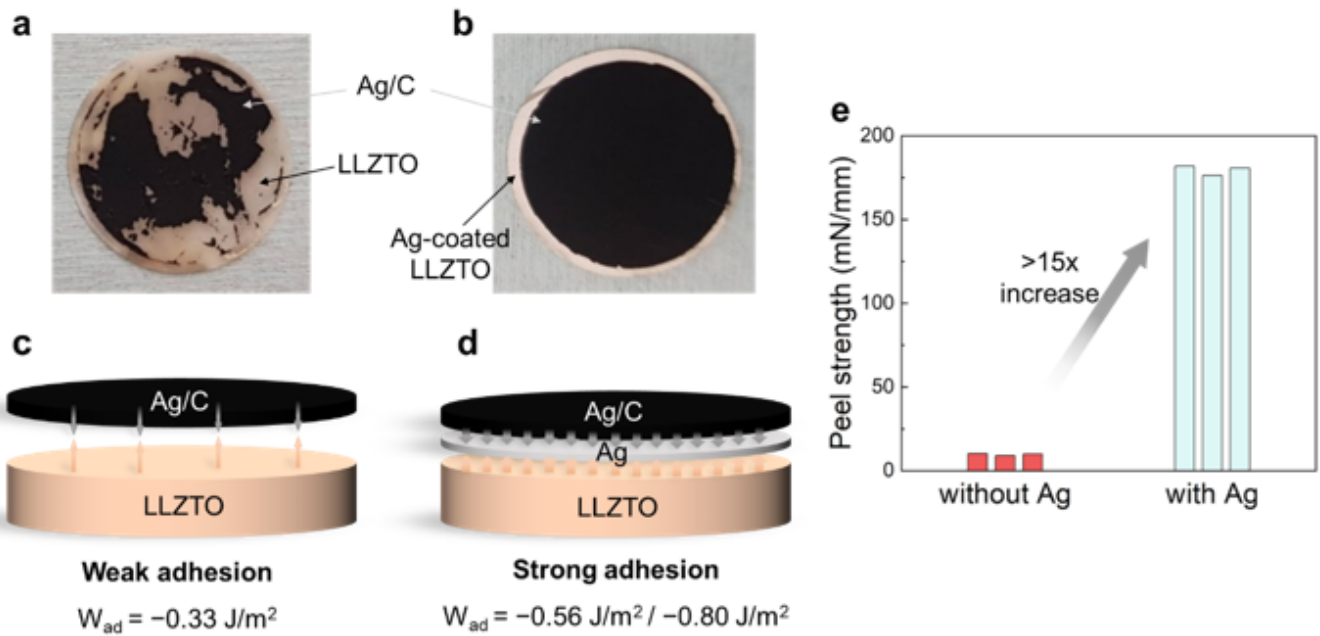 a
b
Ag/C
LLZTO
Ag-coated
LLZTO
c
Ag/C
LLZTO
Weak adhesion
W_ad = −0.33 J/m²
d
Ag/C
Ag
LLZTO
Strong adhesion
W_ad = −0.56 J/m² / −0.80 J/m²
e
Peel strength (mN/mm)
200
150
100
50
0
>15x
increase
without Ag
with Ag